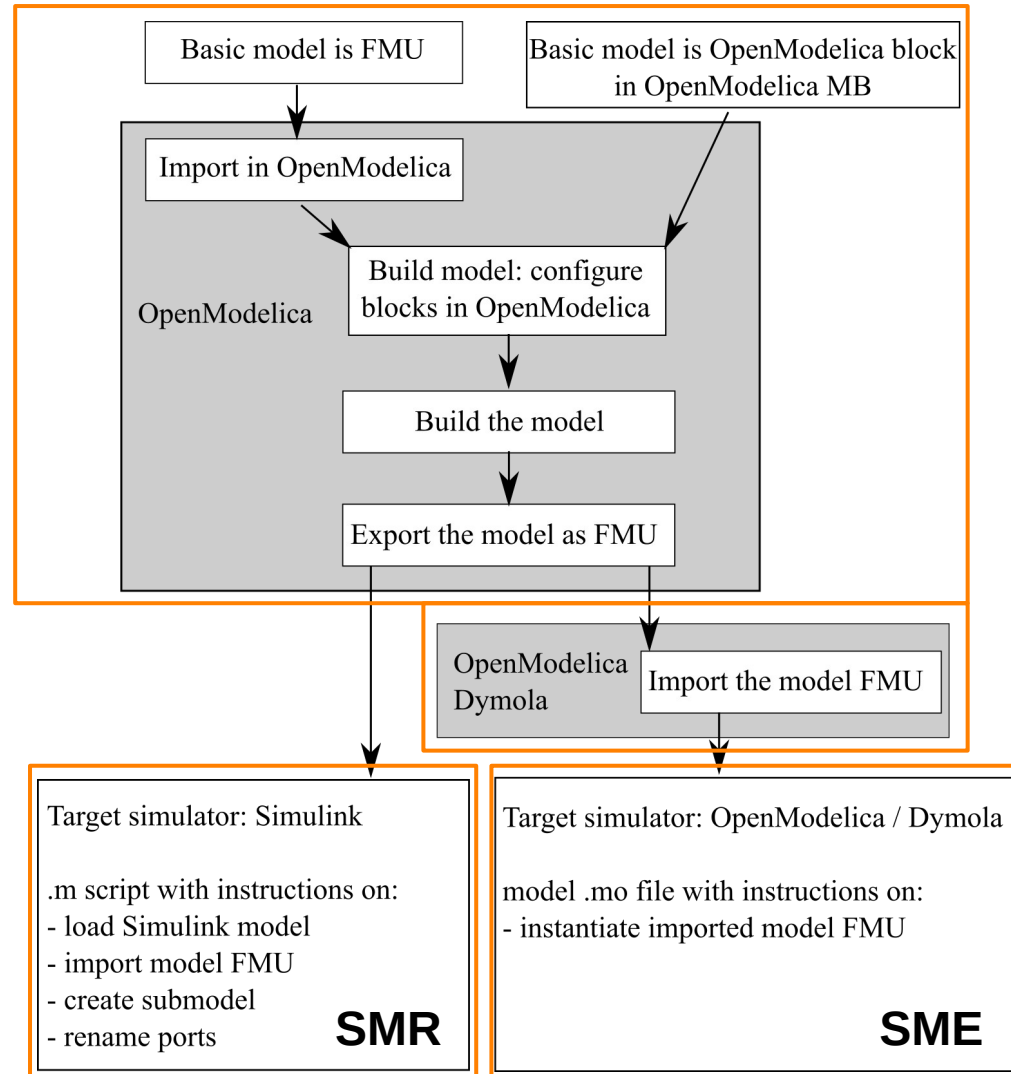 Basic model is FMU
Basic model is OpenModelica block
in OpenModelica MB
Import in OpenModelica
Build model: configure
blocks in OpenModelica
OpenModelica
Build the model
Export the model as FMU
OpenModelica
Dymola
Import the model FMU
Target simulator: Simulink
.m script with instructions on:
- load Simulink model
- import model FMU
- create submodel
- rename ports
SMR
Target simulator: OpenModelica / Dymola
model .mo file with instructions on:
- instantiate imported model FMU
SME